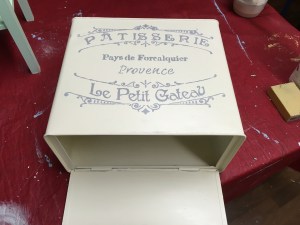 PATISSERIE
Pays de Forcalquier
Provence
Le Petit Gateau